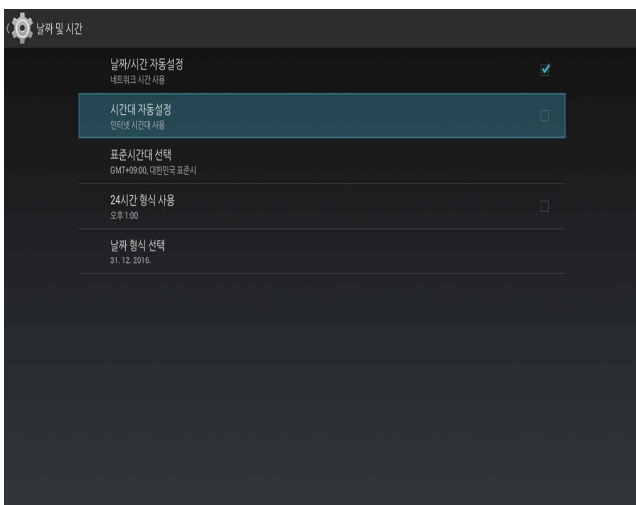 날짜 및 시간
날짜/시간 자동설정
네트워크 시간 사용
시간대 자동설정
인터넷 시간대 사용
표준시간대 선택
GMT+09:00, 대한민국 표준시
24시간 형식 사용
오후 1:00
날짜 형식 선택
31. 12. 2016.